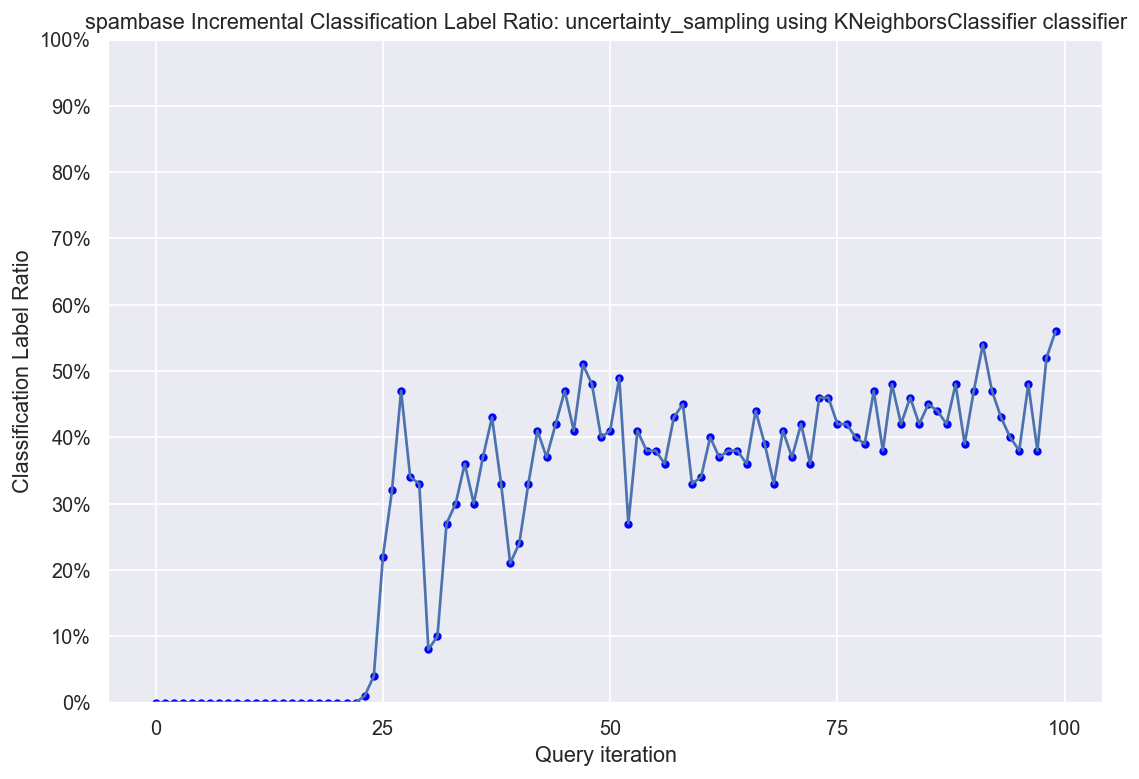 spambase Incremental Classification Label Ratio: uncertainty_sampling using KNeighborsClassifier classifier
100%
90%
80%
70%
60%
50%
40%
30%
20%
10%
0%
Classification Label Ratio
0 25 50 75 100
Query iteration